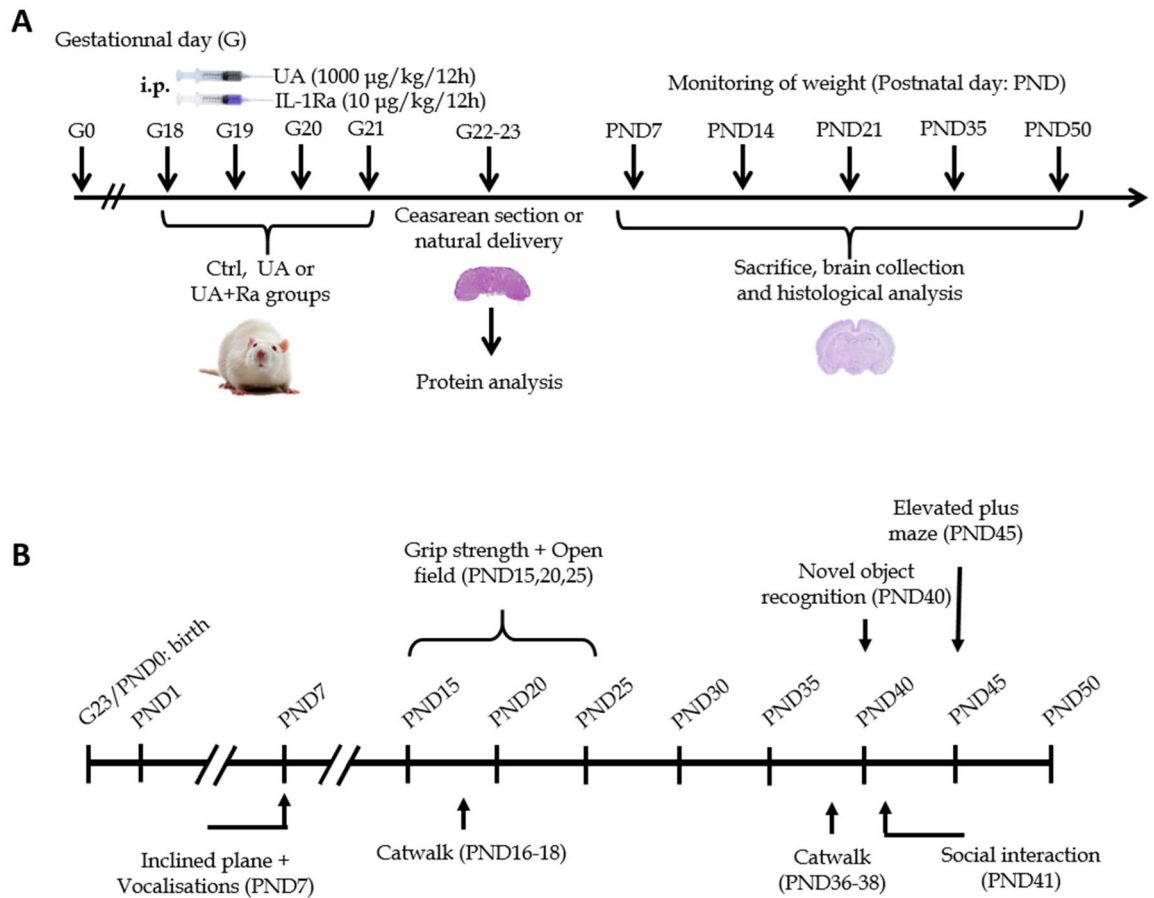 A
Gestationnal day (G)
i.p.
UA (1000 µg/kg/12h)
IL-1Ra (10 µg/kg/12h)
Monitoring of weight (Postnatal day: PND)
G0
G18
G19
G20
G21
G22-23
PND7
PND14
PND21
PND35
PND50
Ctrl, UA or
UA+Ra groups
Ceasarean section or
natural delivery
Protein analysis
Sacrifice, brain collection
and histological analysis
B
Grip strength + Open
field (PND15,20,25)
Novel object
recognition (PND40)
Elevated plus
maze (PND45)
G23/PND0: birth
PND1
PND7
PND15
PND20
PND25
PND30
PND35
PND40
PND45
PND50
Inclined plane +
Vocalisations (PND7)
Catwalk (PND16-18)
Catwalk
(PND36-38)
Social interaction
(PND41)